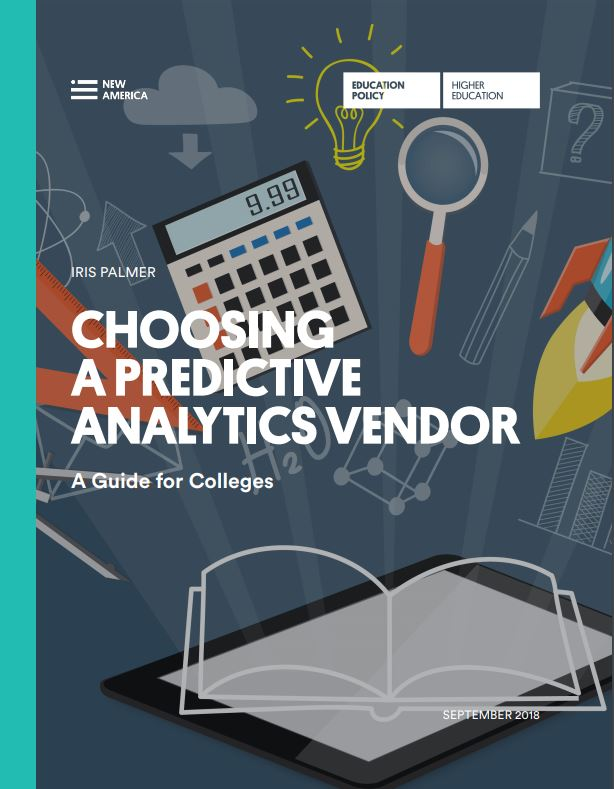 NEW
AMERICA
EDUCATION
POLICY
HIGHER
EDUCATION
9.99
?
IRIS PALMER
CHOOSING
A PREDICTIVE
ANALYTICS VENDOR
H₂O
A Guide for Colleges
SEPTEMBER 2018